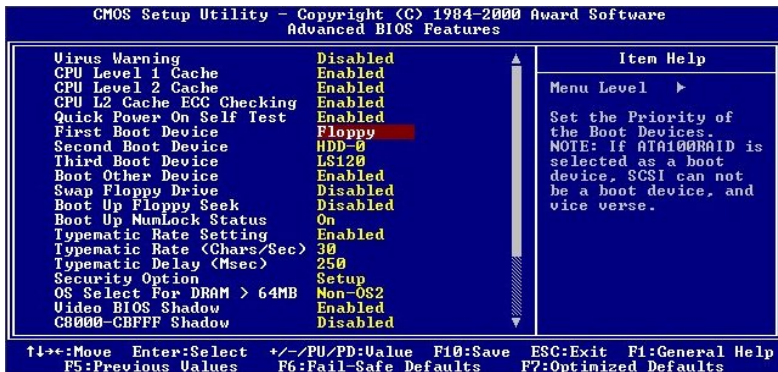 CMOS Setup Utility - Copyright (C) 1984-2000 Award Software
Advanced BIOS Features
Virus Warning Disabled
CPU Level 1 Cache Enabled
CPU Level 2 Cache Enabled
CPU L2 Cache ECC Checking Enabled
Quick Power On Self Test Enabled
First Boot Device Floppy
Second Boot Device HDD-0
Third Boot Device LS120
Boot Other Device Enabled
Swap Floppy Drive Disabled
Boot Up Floppy Seek Disabled
Boot Up NumLock Status On
Typematic Rate Setting Enabled
Typematic Rate (Chars/Sec) 30
Typematic Delay (Msec) 250
Security Option Setup
OS Select For DRAM > 64MB Non-OS2
Video BIOS Shadow Enabled
C8000-CBFFF Shadow Disabled
Item Help
Menu Level ▶
Set the Priority of
the Boot Devices.
NOTE: If ATA100RAID is
selected as a boot
device, SCSI can not
be a boot device, and
vice verse.
↑↓→←:Move Enter:Select +/-/PU/PD:Value F10:Save ESC:Exit F1:General Help
F5:Previous Values F6:Fail-Safe Defaults F7:Optimized Defaults